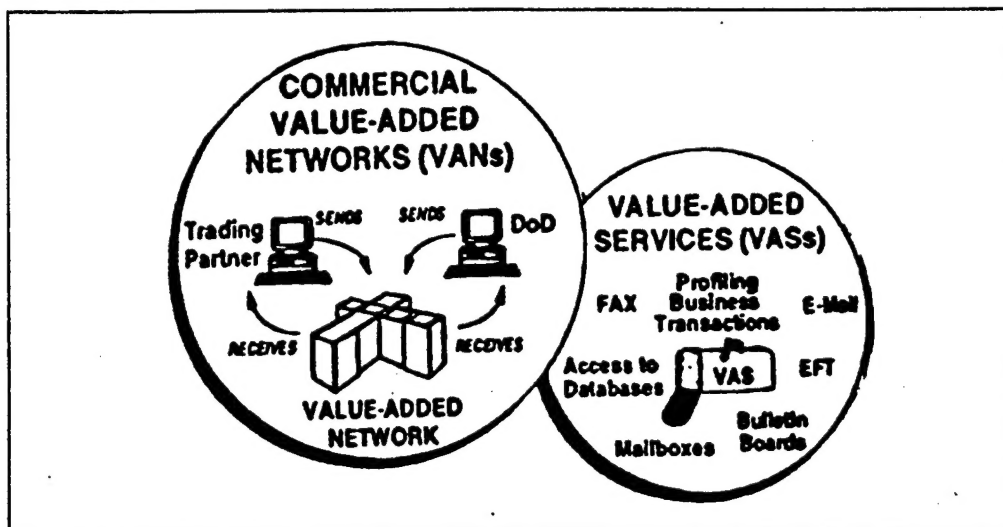 COMMERCIAL
VALUE-ADDED
NETWORKS (VANs)
Trading
Partner
SENDS
SENDS
DoD
RECEIVES
RECEIVES
VALUE-ADDED
NETWORK
VALUE-ADDED
SERVICES (VASs)
FAX
Profiling
Business
Transactions
E-Mail
Access to
Databases
VAS
EFT
Mailboxes
Bulletin
Boards